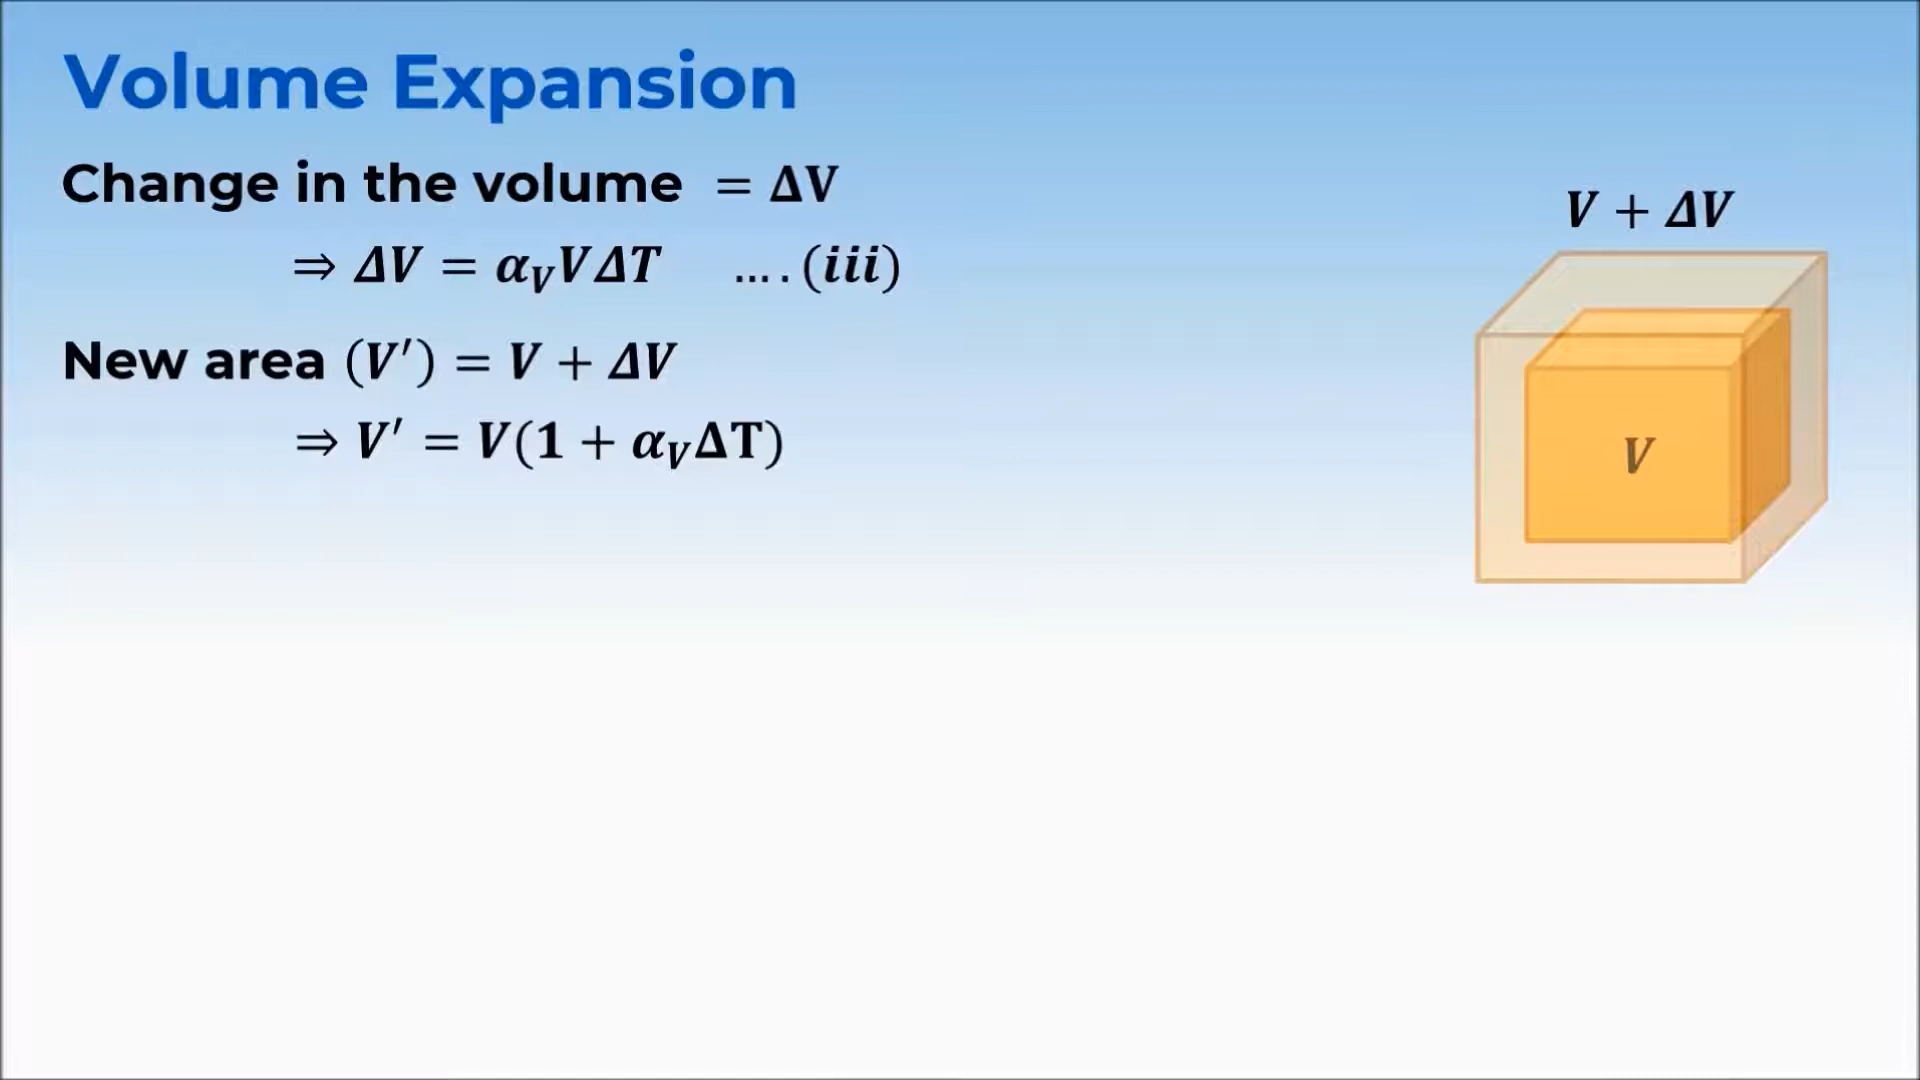 Volume Expansion
Change in the volume = ΔV
⇒ ΔV = α_V VΔT .... (iii)
New area (V′) = V + ΔV
⇒ V′ = V(1 + α_V ΔT)
V + ΔV
V